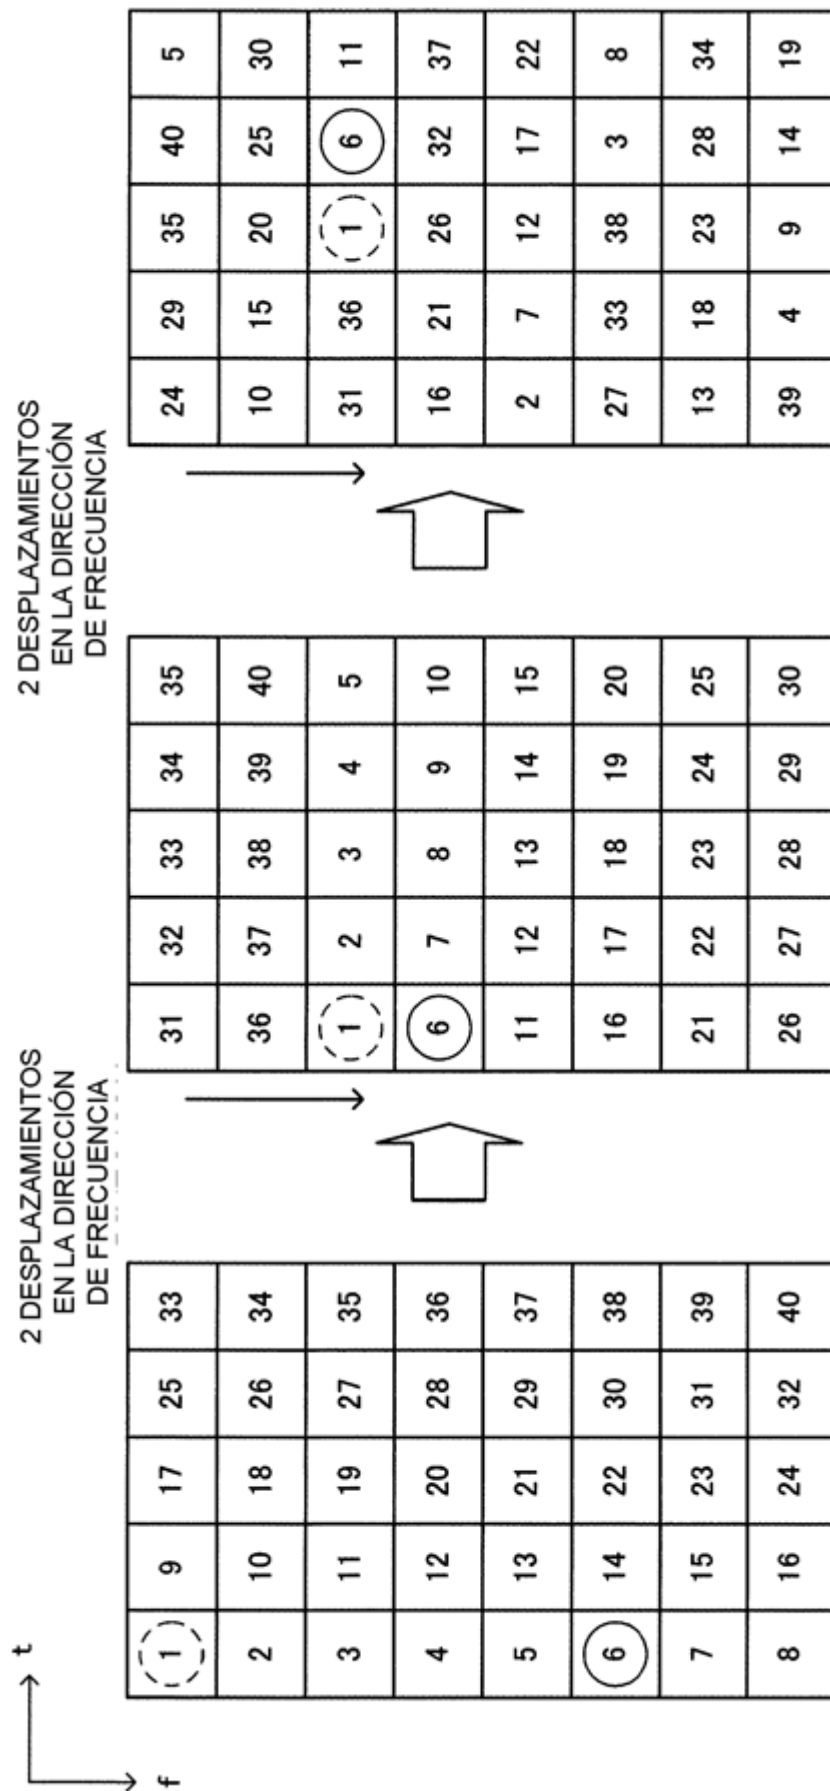 t
f
1 9 17 25 33
2 10 18 26 34
3 11 19 27 35
4 12 20 28 36
5 13 21 29 37
6 14 22 30 38
7 15 23 31 39
8 16 24 32 40
2 DESPLAZAMIENTOS
EN LA DIRECCIÓN
DE FRECUENCIA
31 32 33 34 35
36 37 38 39 40
1 2 3 4 5
6 7 8 9 10
11 12 13 14 15
16 17 18 19 20
21 22 23 24 25
26 27 28 29 30
2 DESPLAZAMIENTOS
EN LA DIRECCIÓN
DE FRECUENCIA
24 29 35 40 5
10 15 20 25 30
31 36 1 6 11
16 21 26 32 37
2 7 12 17 22
27 33 38 3 8
13 18 23 28 34
39 4 9 14 19